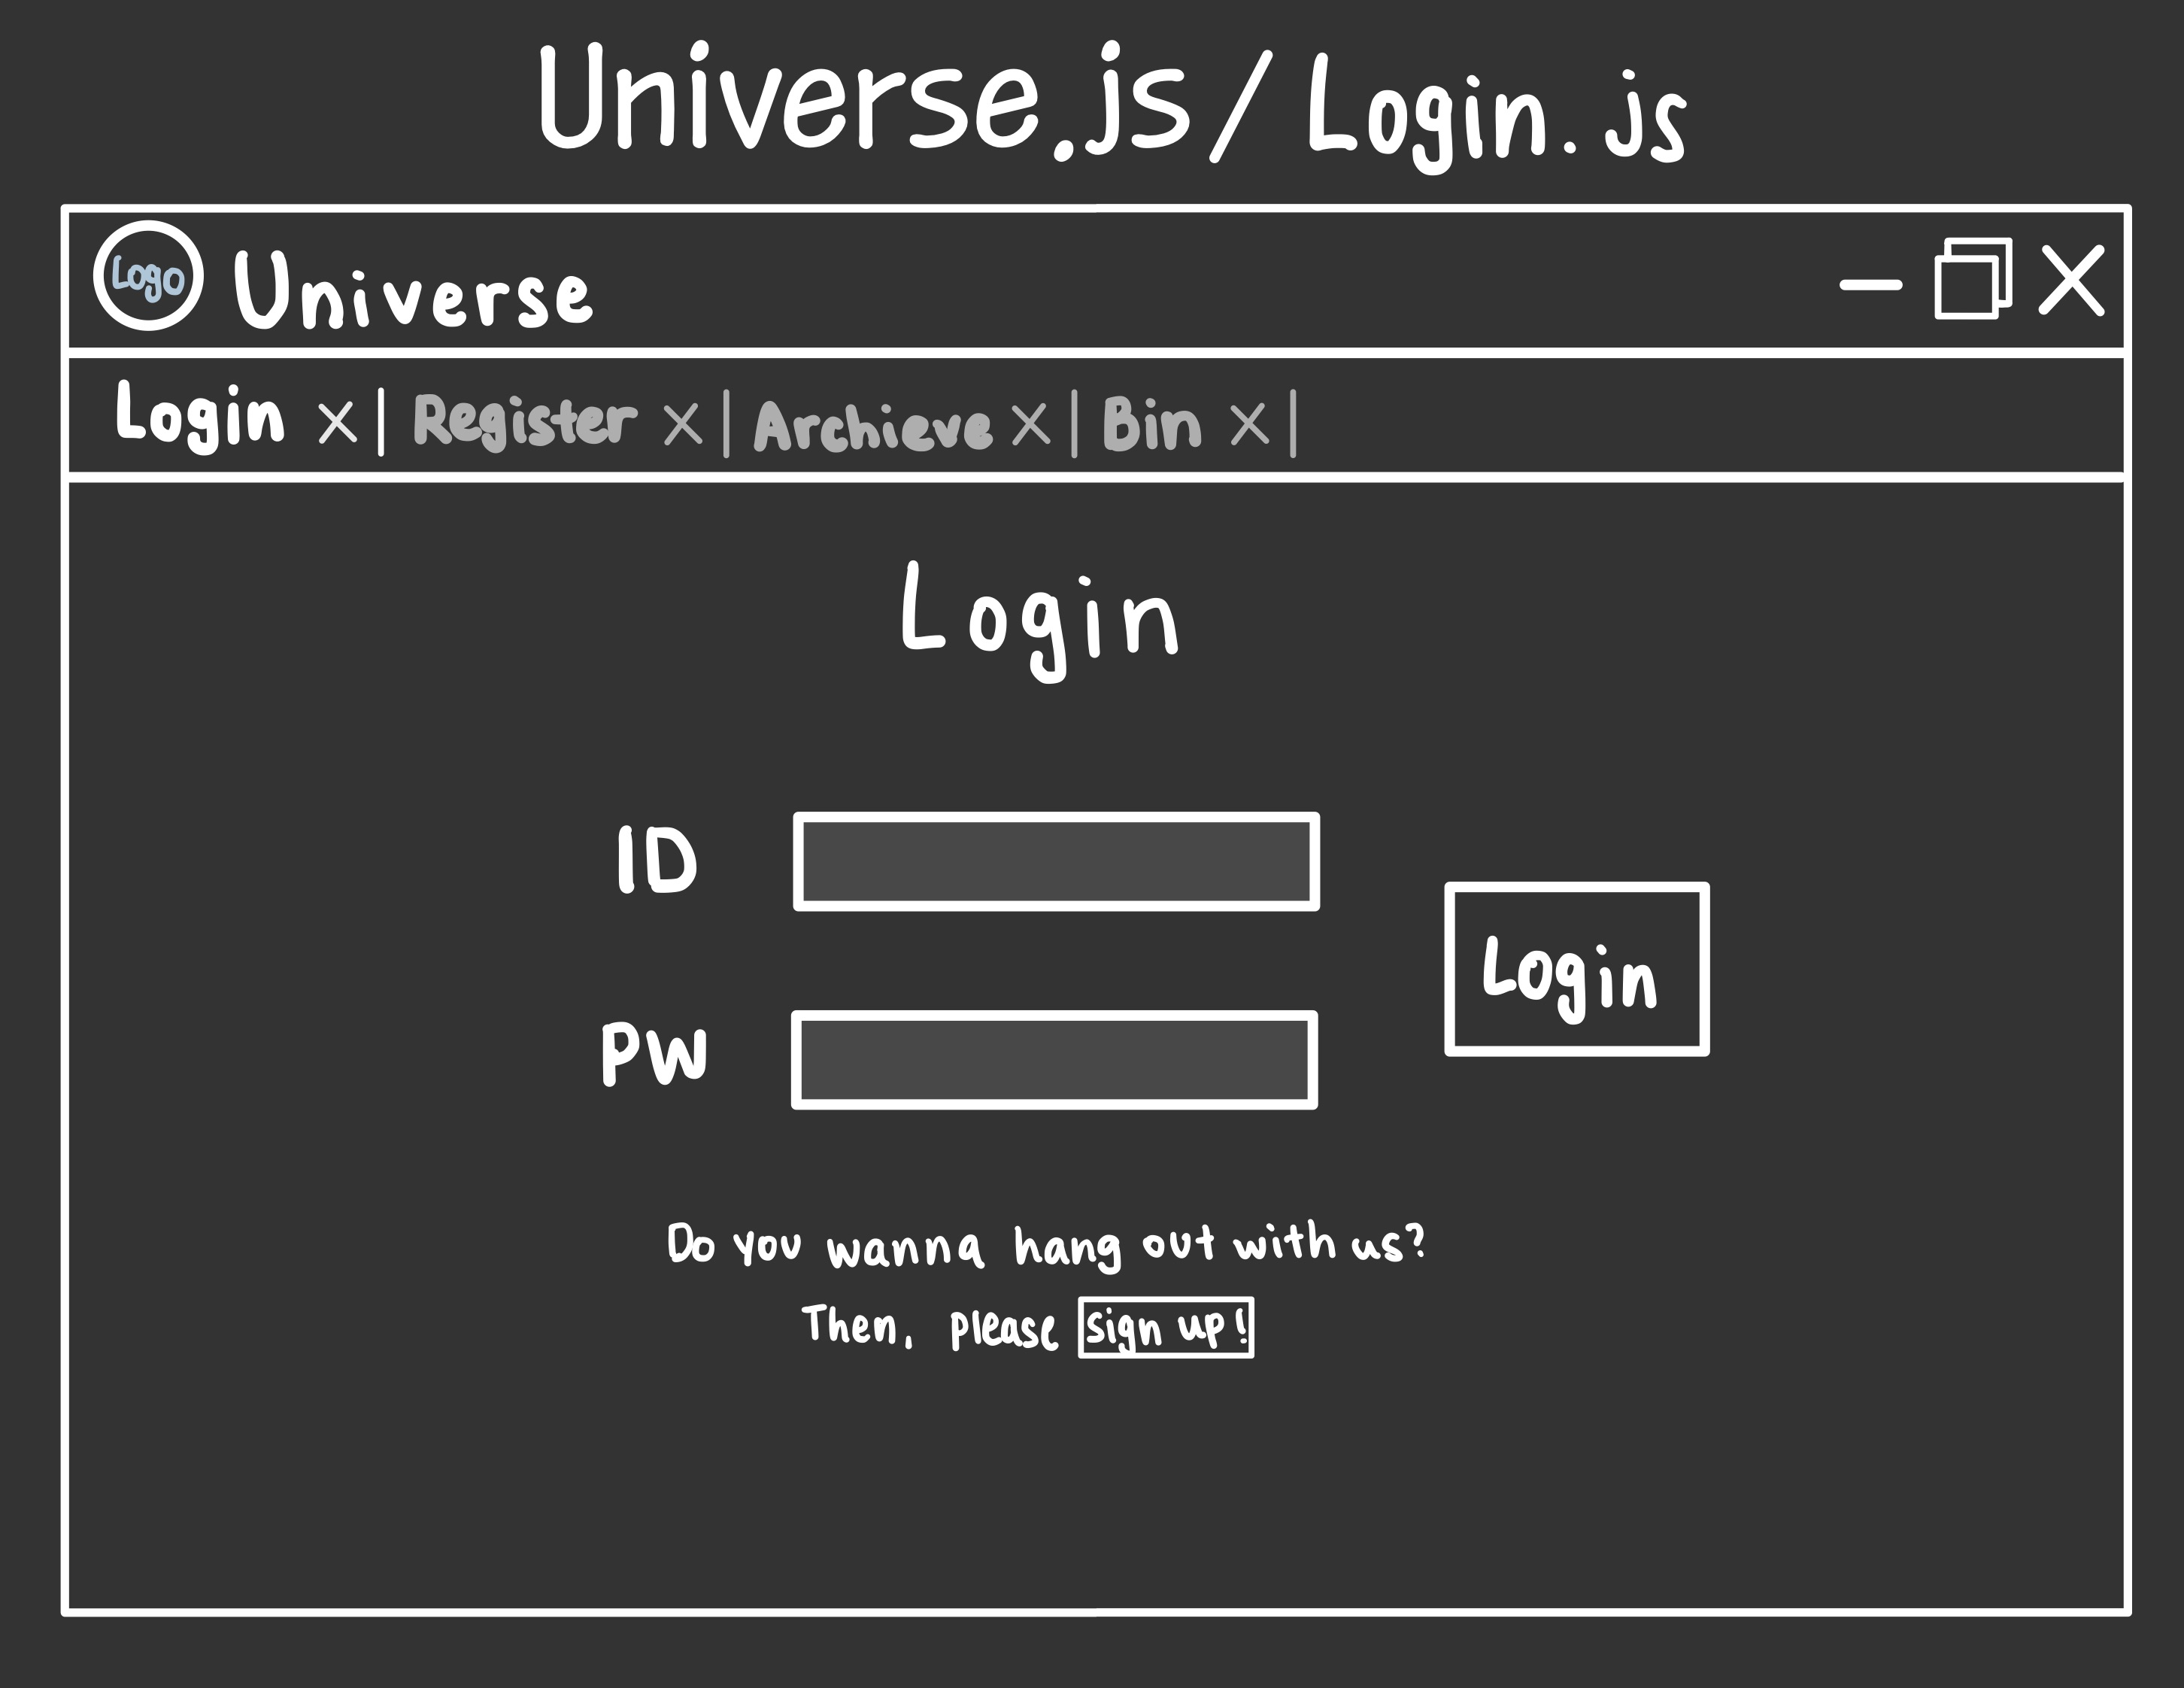 Universe.js/Login.js
Logo Universe
Login x | Register x | Archieve x | Bin x |
Login
ID
Login
PW
Do you wanna hang out with us?
Then, please sign up!